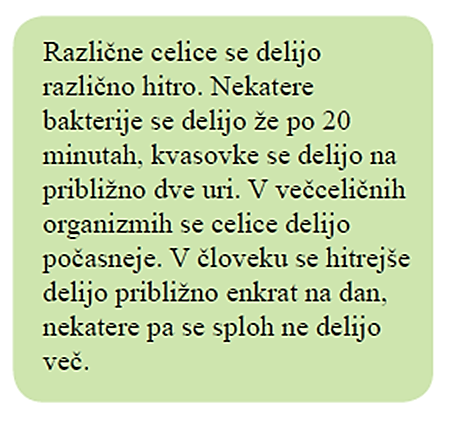 Različne celice se delijo
različno hitro. Nekatere
bakterije se delijo že po 20
minutah, kvasovke se delijo na
približno dve uri. V večceličnih
organizmih se celice delijo
počasneje. V človeku se hitrejše
delijo približno enkrat na dan,
nekatere pa se sploh ne delijo
več.